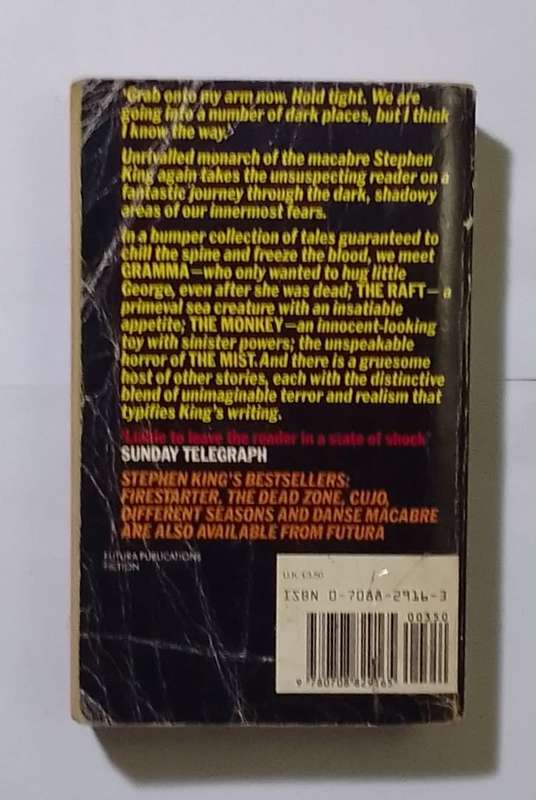 'Grab onto my arm now. Hold tight. We are
going into a number of dark places, but I think
I know the way.'
Unrivalled monarch of the macabre Stephen
King again takes the unsuspecting reader on a
fantastic journey through the dark, shadowy
areas of our innermost fears.
In a bumper collection of tales guaranteed to
chill the spine and freeze the blood, we meet
GRAMMA—who only wanted to hug little
George, even after she was dead; THE RAFT—a
primeval sea creature with an insatiable
appetite; THE MONKEY—an innocent-looking
toy with sinister powers; the unspeakable
horror of THE MIST. And there is a gruesome
host of other stories, each with the distinctive
blend of unimaginable terror and realism that
typifies King's writing.
'Liable to leave the reader in a state of shock'
SUNDAY TELEGRAPH
STEPHEN KING'S BESTSELLERS:
FIRESTARTER, THE DEAD ZONE, CUJO,
DIFFERENT SEASONS AND DANSE MACABRE
ARE ALSO AVAILABLE FROM FUTURA
FUTURA PUBLICATIONS
FICTION
U.K. £3.50
ISBN 0-7088-2916-3
00350
9 780708 829165